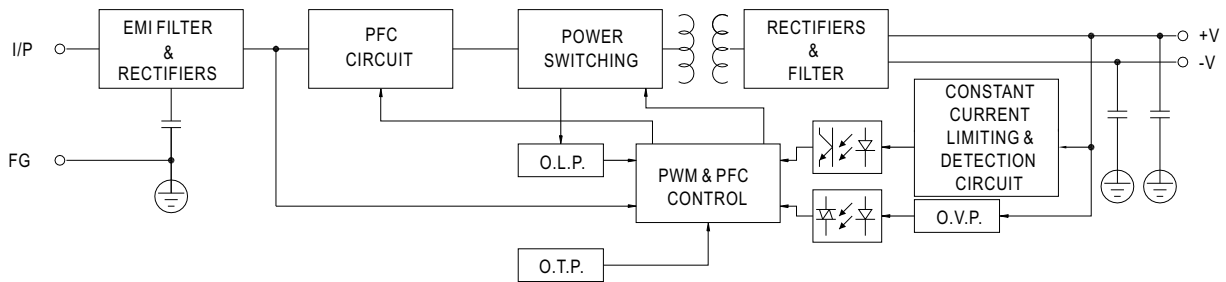 I/P
EMI FILTER
&
RECTIFIERS
PFC
CIRCUIT
POWER
SWITCHING
RECTIFIERS
&
FILTER
+V
-V
CONSTANT
CURRENT
LIMITING &
DETECTION
CIRCUIT
FG
O.L.P.
PWM & PFC
CONTROL
O.V.P.
O.T.P.